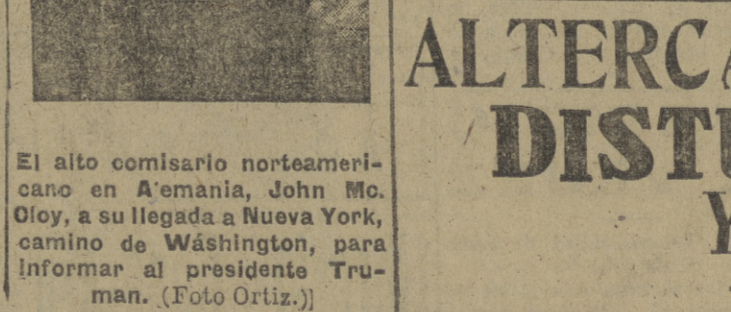 El alto comisario norteameri-
cano en A'emania, John Mc.
Cloy, a su llegada a Nueva York,
camino de Wáshington, para
informar al presidente Tru-
man. (Foto Ortiz.)]
ALTERCA
DISTU
Y